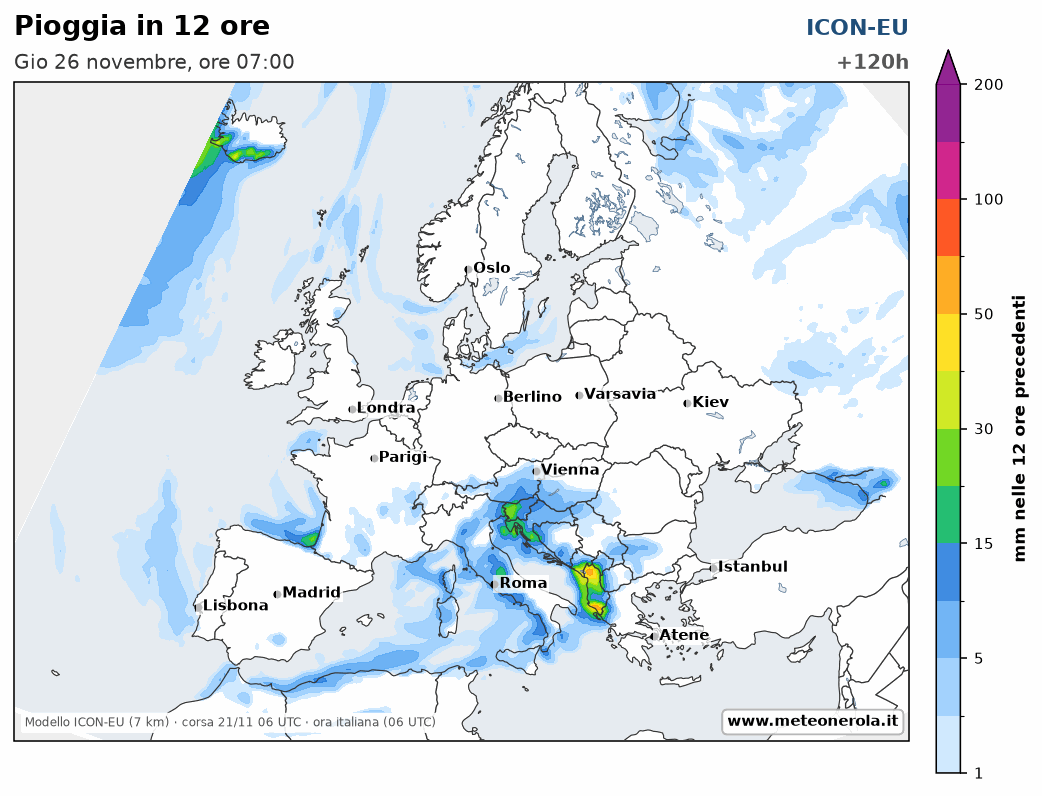 Pioggia in 12 ore
ICON-EU
Gio 26 novembre, ore 07:00
+120h
200
100
50
30
15
5
1
mm nelle 12 ore precedenti
Oslo
Berlino
Varsavia
Kiev
Londra
Parigi
Vienna
Istanbul
Roma
Madrid
Lisbona
Atene
Modello ICON-EU (7 km) · corsa 21/11 06 UTC · ora italiana (06 UTC)
www.meteonerola.it